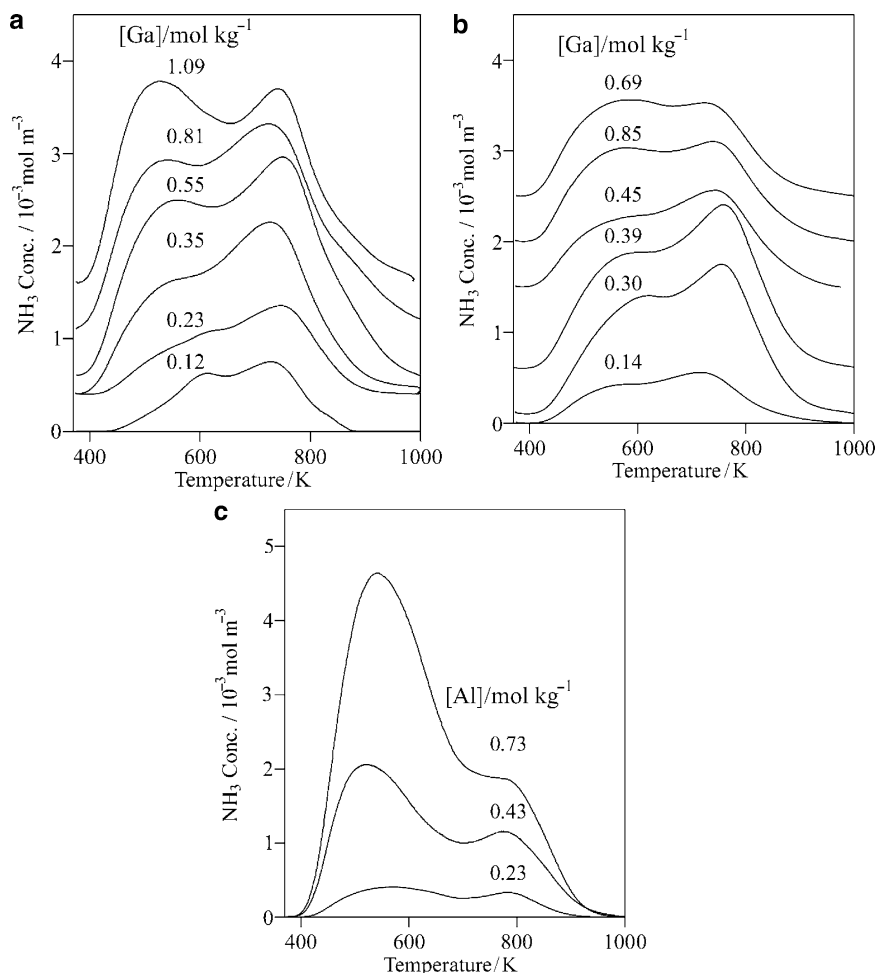 a
[Ga]/mol kg⁻¹
1.09
0.81
0.55
0.35
0.23
0.12
4
3
2
1
0
NH₃ Conc. / 10⁻³mol m⁻³
400 600 800 1000
Temperature/K
b
[Ga]/mol kg⁻¹
0.69
0.85
0.45
0.39
0.30
0.14
4
3
2
1
0
NH₃ Conc. / 10⁻³mol m⁻³
400 600 800 1000
Temperature/K
c
[Al]/mol kg⁻¹
0.73
0.43
0.23
5
4
3
2
1
0
NH₃ Conc. / 10⁻³mol m⁻³
400 600 800 1000
Temperature/K